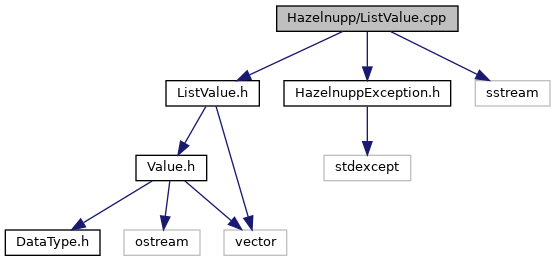 Hazelnupp/ListValue.cpp
ListValue.h
HazelnuppException.h
sstream
Value.h
stdexcept
DataType.h
ostream
vector